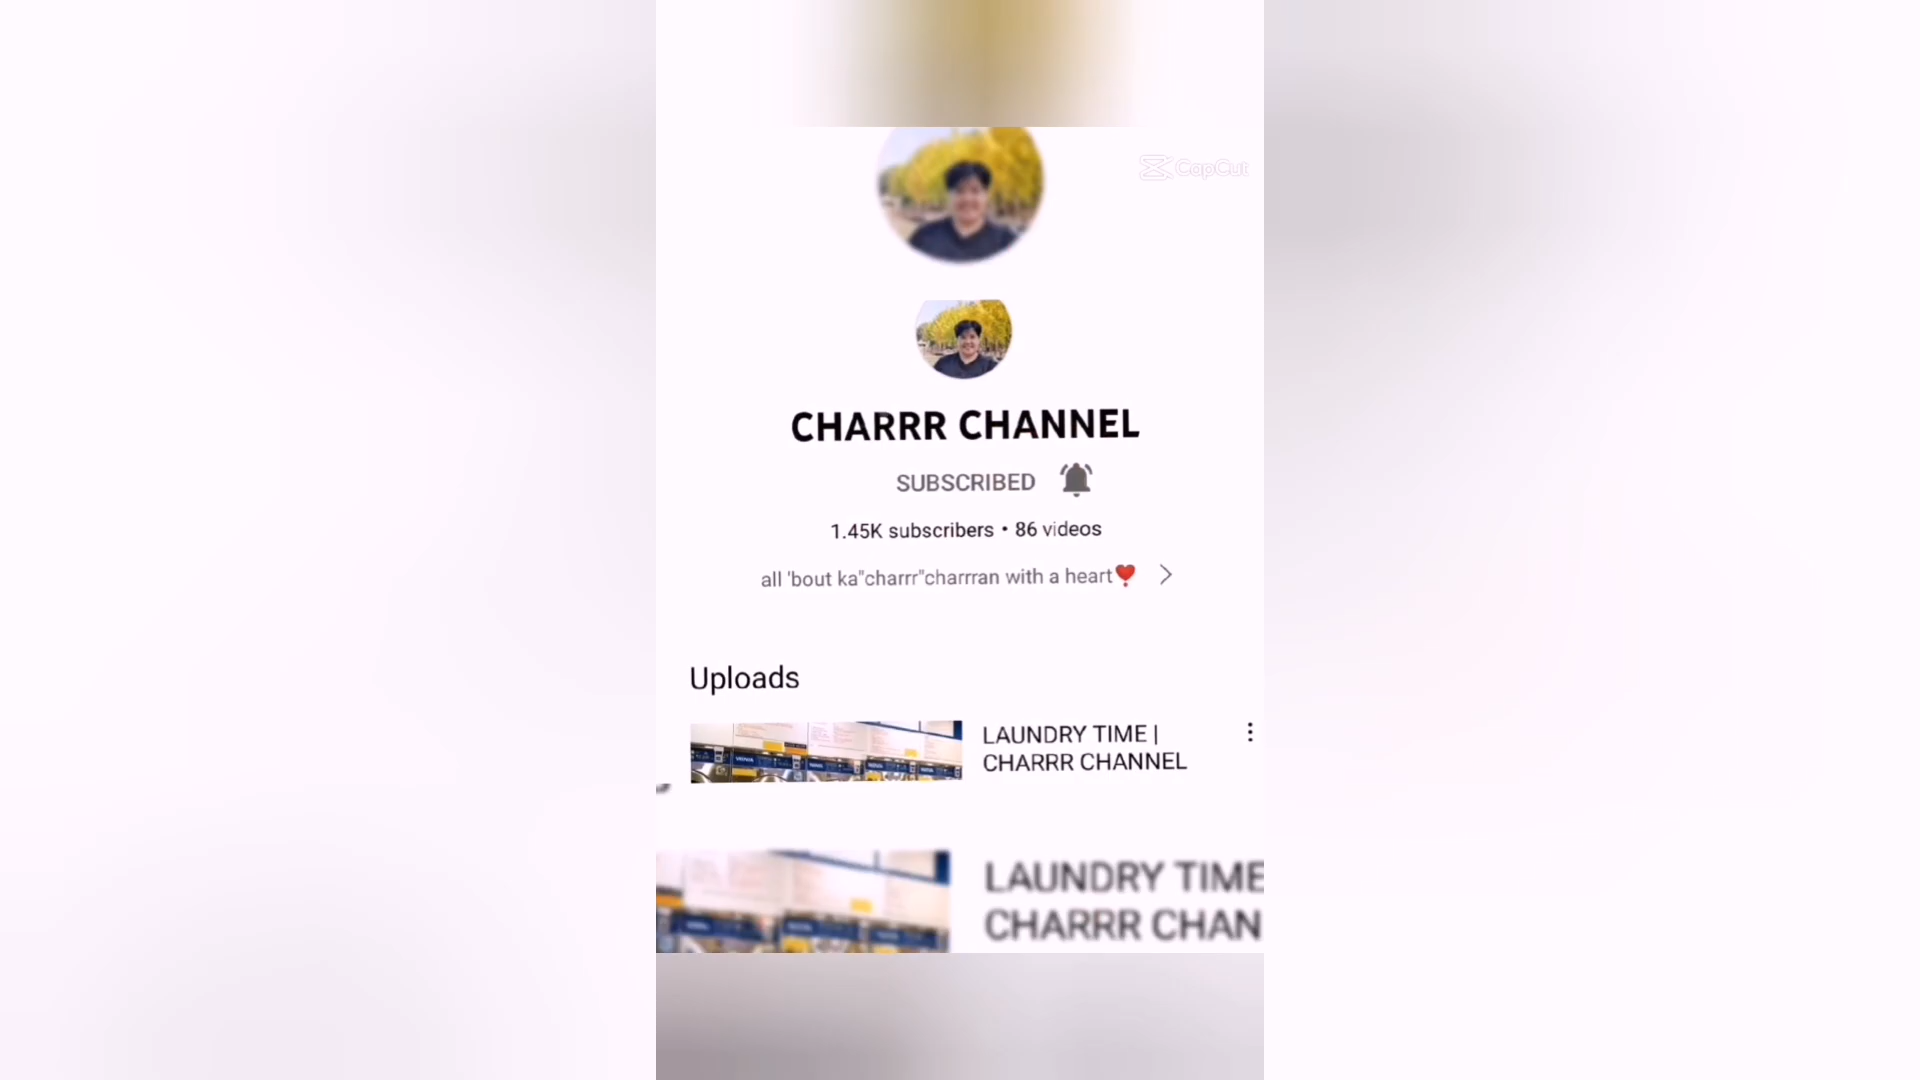 CapCut
CHARRR CHANNEL
SUBSCRIBED
1.45K subscribers • 86 videos
all 'bout ka"charrr"charrran with a heart❣️
Uploads
LAUNDRY TIME |
CHARRR CHANNEL
LAUNDRY TIME
CHARRR CHAN